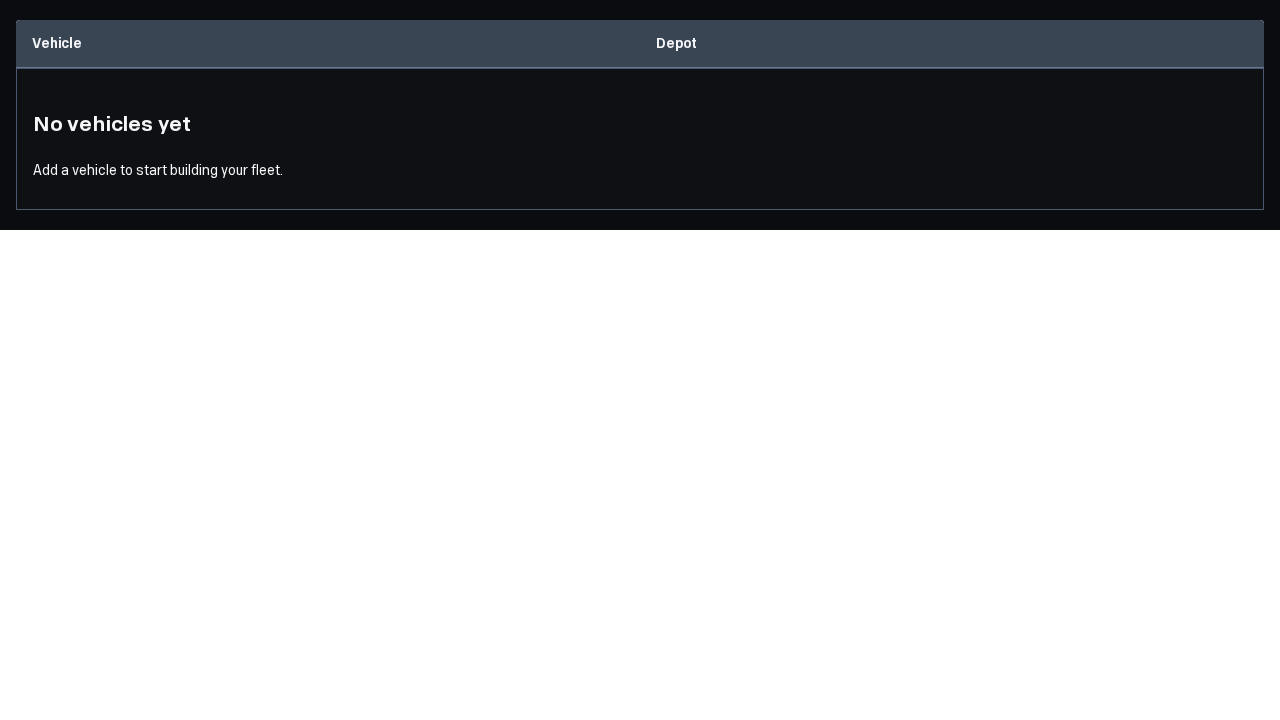 Vehicle Depot
No vehicles yet
Add a vehicle to start building your fleet.